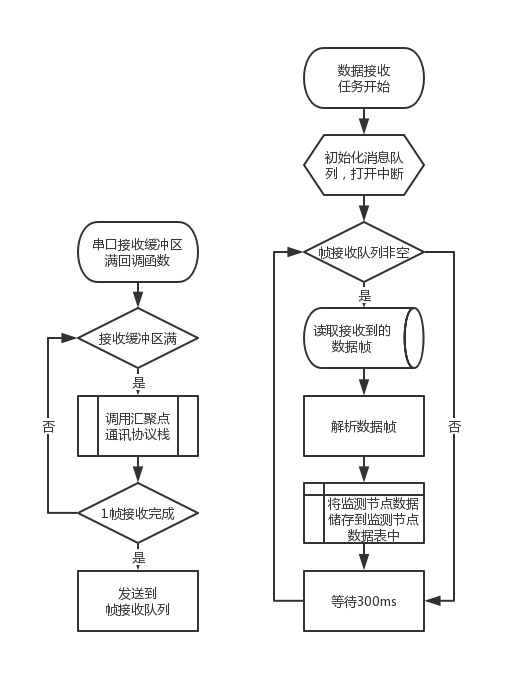 串口接收缓冲区
满回调函数
接收缓冲区满
是
调用汇聚点
通讯协议栈
否
1帧接收完成
是
发送到
帧接收队列
数据接收
任务开始
初始化消息队
列，打开中断
帧接收队列非空
是
读取接收到的
数据帧
解析数据帧
否
将监测节点数据
储存到监测节点
数据表中
等待300ms